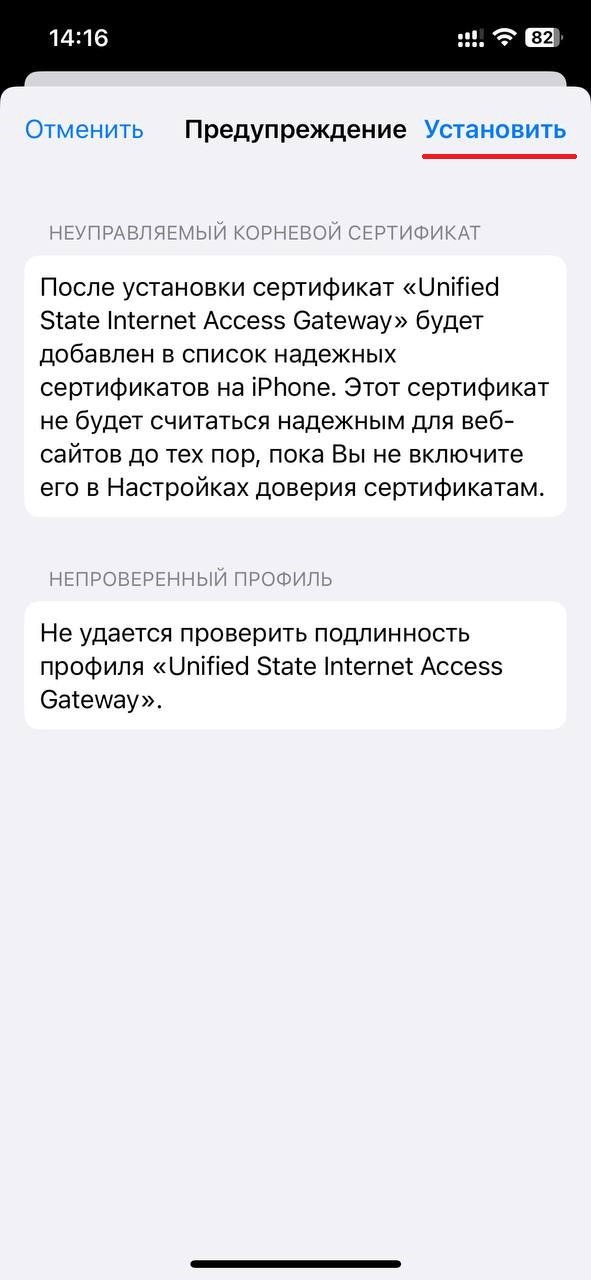 14:16
82
Отменить Предупреждение Установить
НЕУПРАВЛЯЕМЫЙ КОРНЕВОЙ СЕРТИФИКАТ
После установки сертификат «Unified
State Internet Access Gateway» будет
добавлен в список надежных
сертификатов на iPhone. Этот сертификат
не будет считаться надежным для веб-
сайтов до тех пор, пока Вы не включите
его в Настройках доверия сертификатам.
НЕПРОВЕРЕННЫЙ ПРОФИЛЬ
Не удается проверить подлинность
профиля «Unified State Internet Access
Gateway».